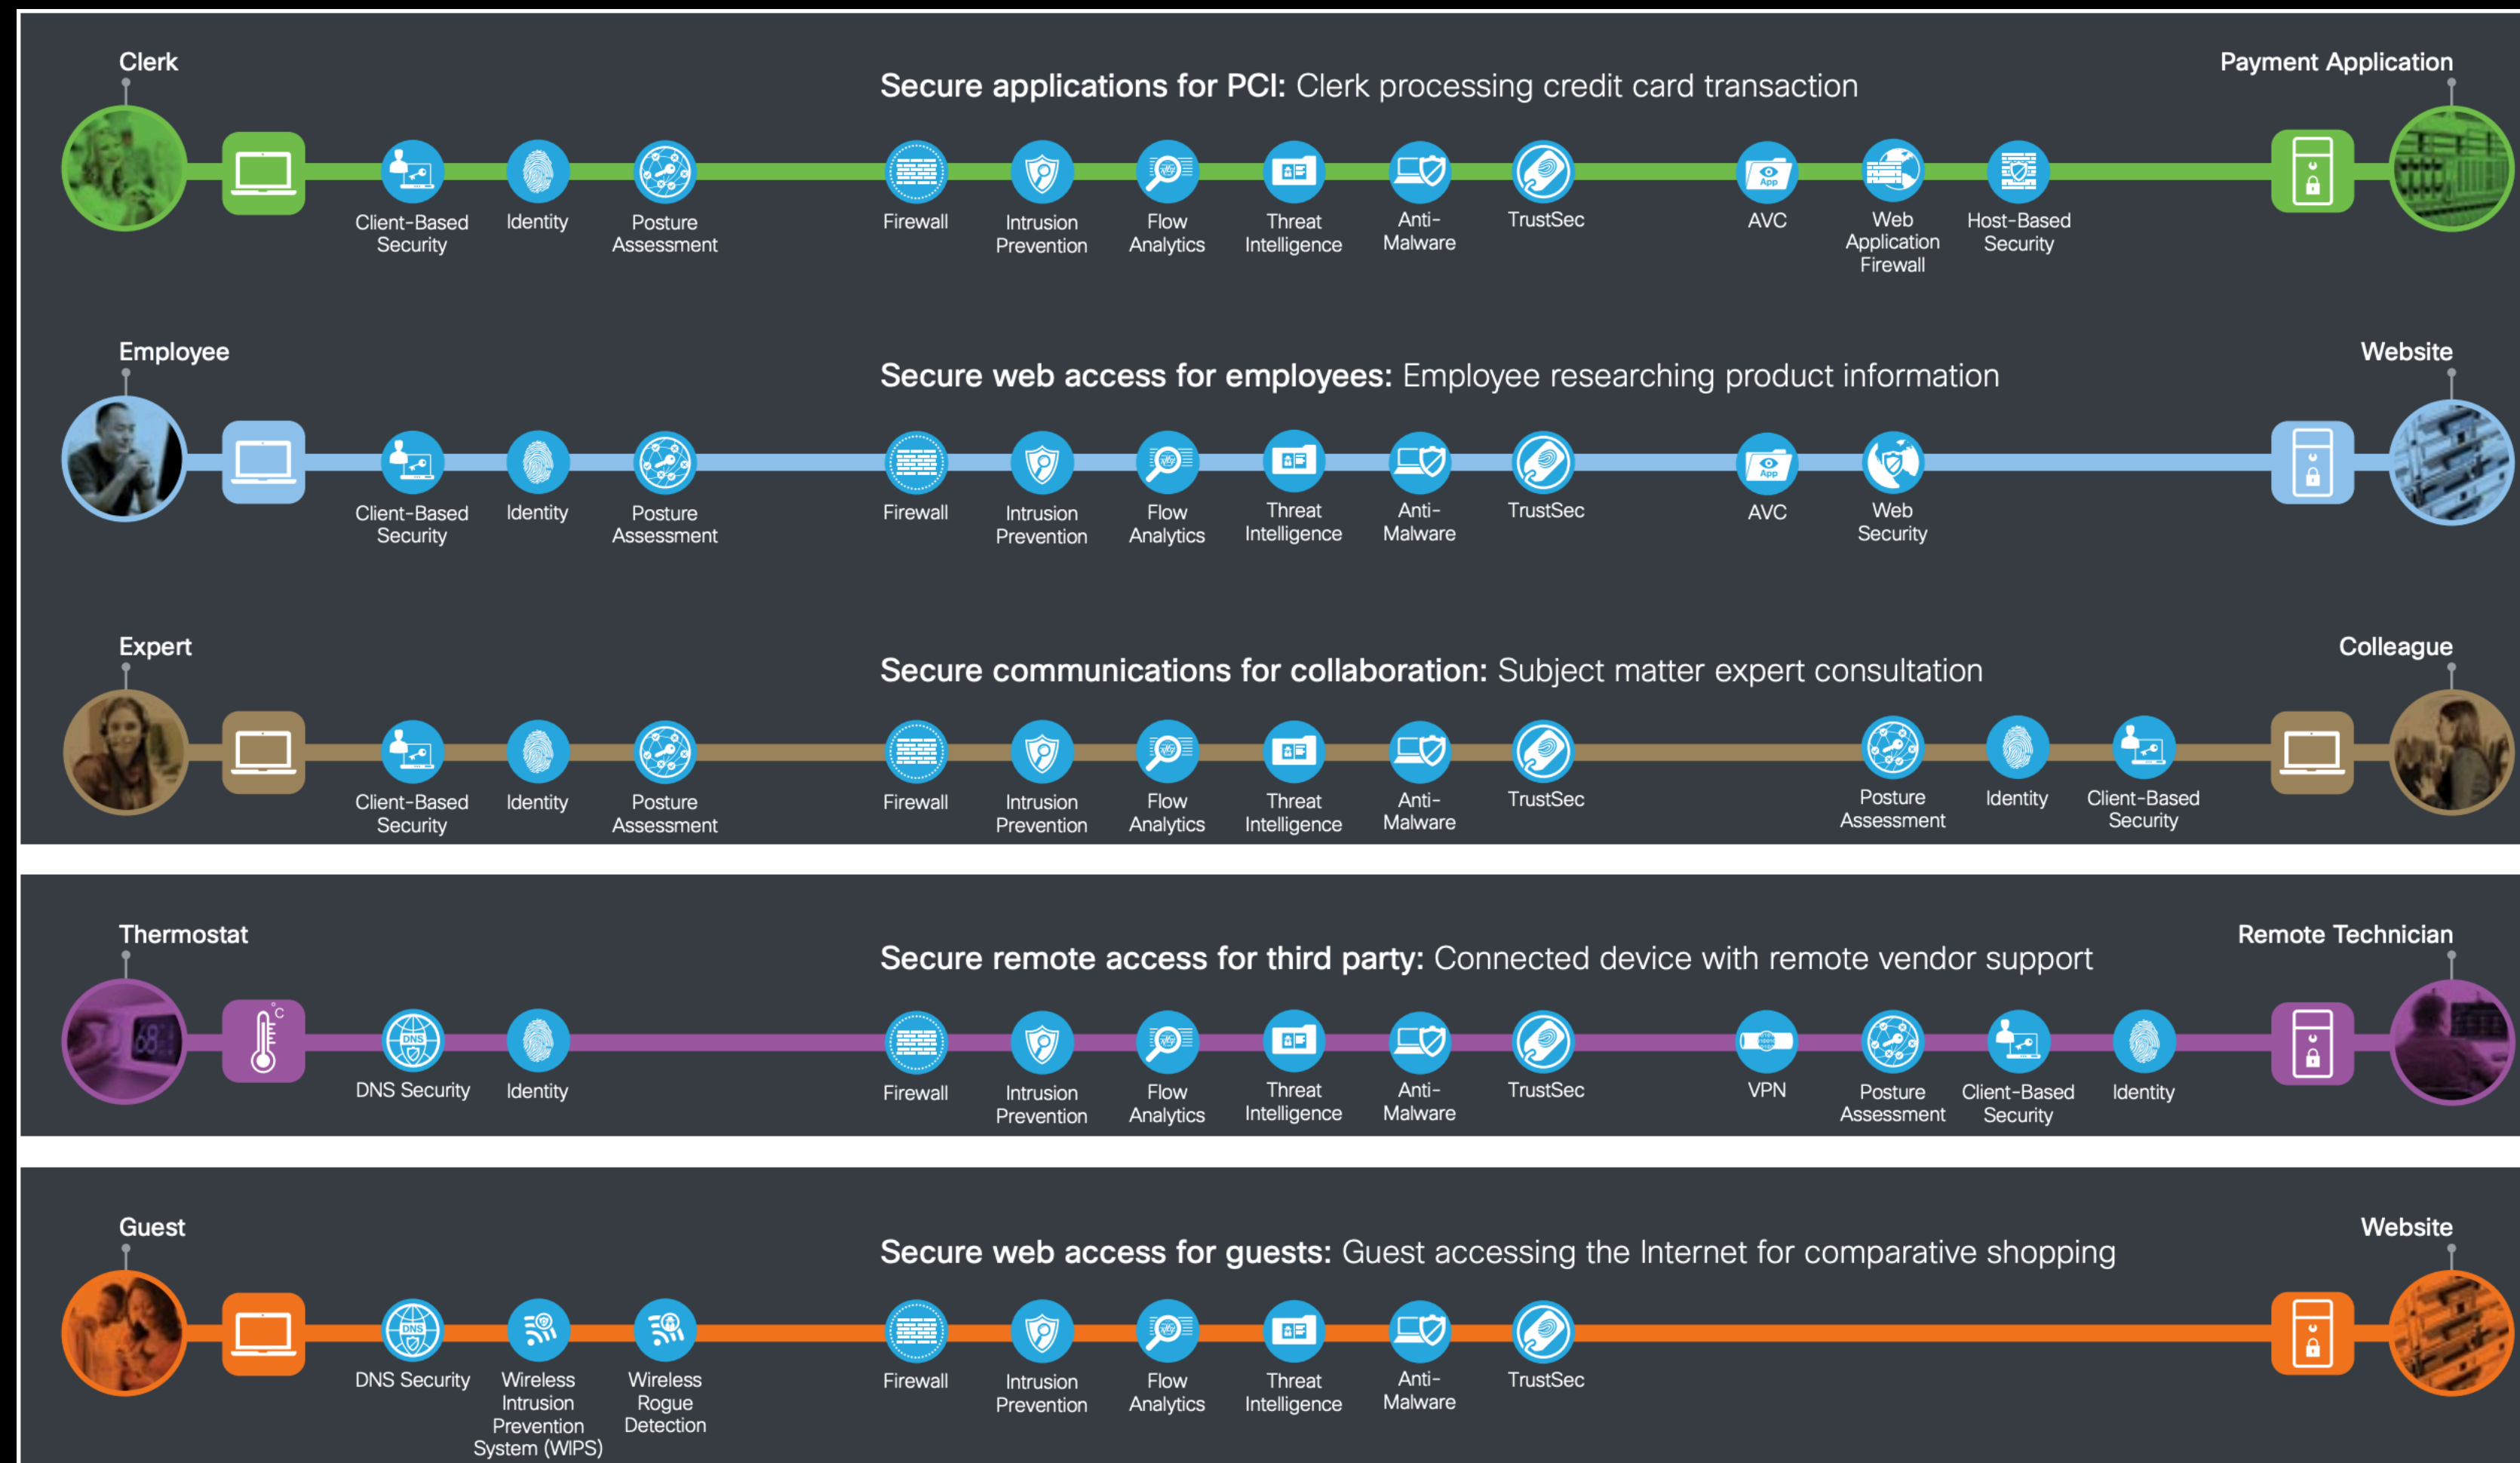 Clerk
Secure applications for PCI: Clerk processing credit card transaction
Payment Application
App
Client-Based Security
Identity
Posture Assessment
Firewall
Intrusion Prevention
Flow Analytics
Threat Intelligence
Anti-Malware
TrustSec
AVC
Web Application Firewall
Host-Based Security
Employee
Secure web access for employees: Employee researching product information
Website
App
Client-Based Security
Identity
Posture Assessment
Firewall
Intrusion Prevention
Flow Analytics
Threat Intelligence
Anti-Malware
TrustSec
AVC
Web Security
Expert
Secure communications for collaboration: Subject matter expert consultation
Colleague
Client-Based Security
Identity
Posture Assessment
Firewall
Intrusion Prevention
Flow Analytics
Threat Intelligence
Anti-Malware
TrustSec
Posture Assessment
Identity
Client-Based Security
Thermostat
Secure remote access for third party: Connected device with remote vendor support
Remote Technician
68
°C
DNS
DNS Security
Identity
Firewall
Intrusion Prevention
Flow Analytics
Threat Intelligence
Anti-Malware
TrustSec
VPN
Posture Assessment
Client-Based Security
Identity
Guest
Secure web access for guests: Guest accessing the Internet for comparative shopping
Website
DNS
DNS Security
Wireless Intrusion Prevention System (WIPS)
Wireless Rogue Detection
Firewall
Intrusion Prevention
Flow Analytics
Threat Intelligence
Anti-Malware
TrustSec